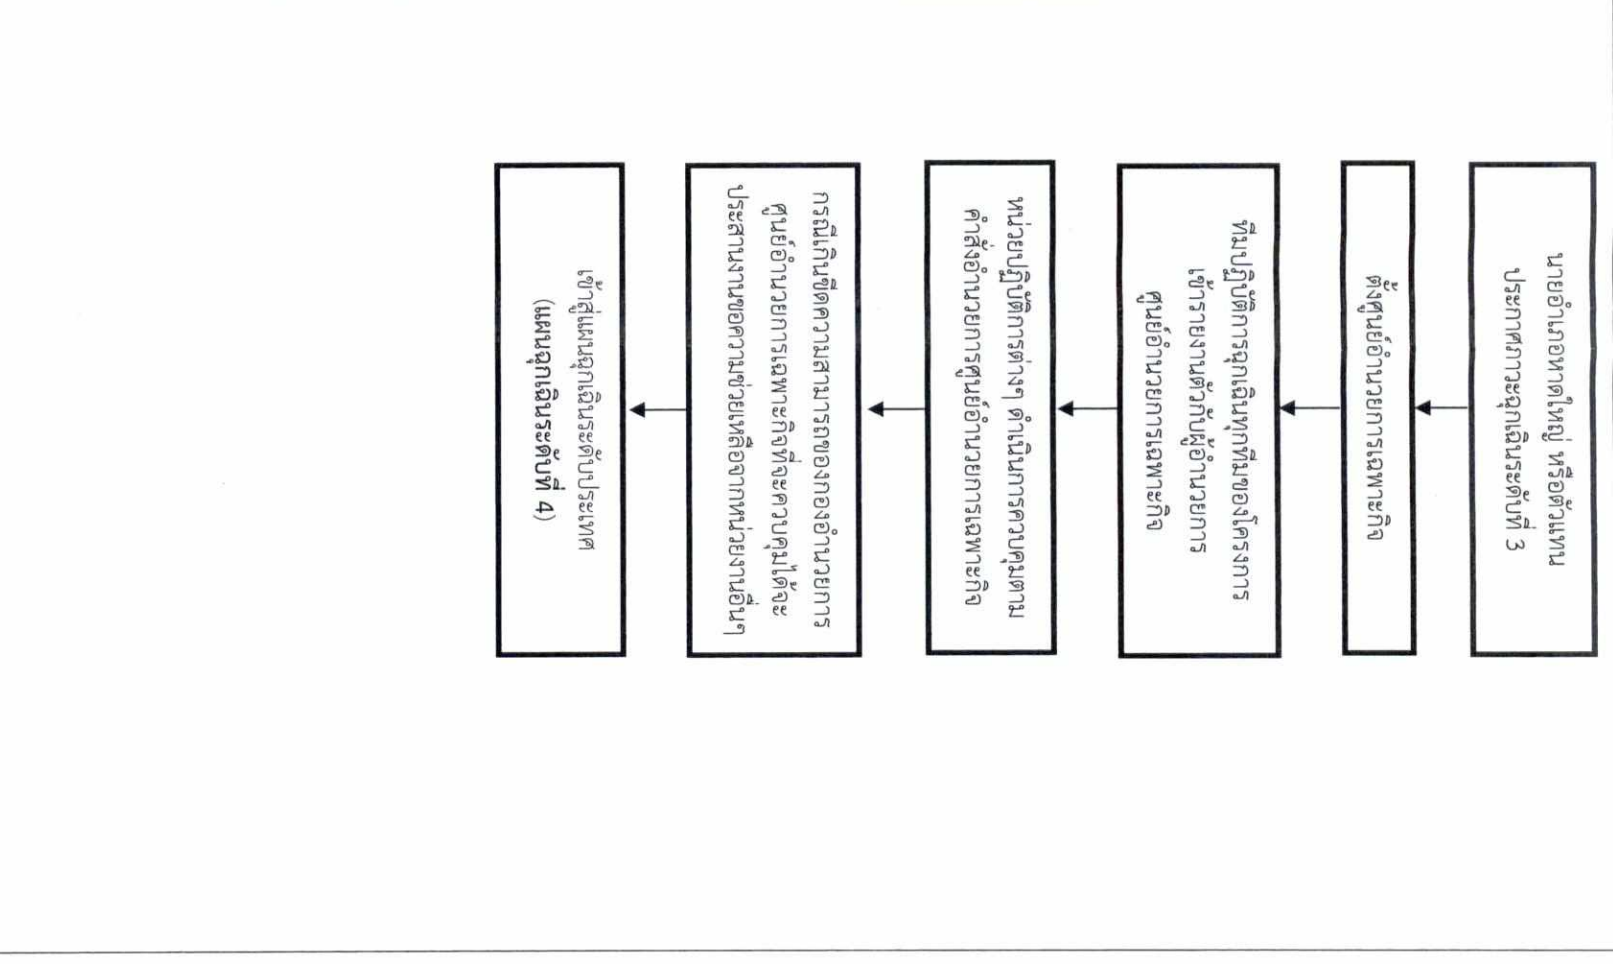 นายอำเภอหาดใหญ่ หรือตัวแทน
ประกาศภาวะฉุกเฉินระดับที่ 3
ตั้งศูนย์อำนวยการเฉพาะกิจ
ทีมปฏิบัติการฉุกเฉินทุกทีมของโครงการ
เข้ารายงานตัวกับผู้อำนวยการ
ศูนย์อำนวยการเฉพาะกิจ
หน่วยปฏิบัติการต่างๆ ดำเนินการควบคุมตาม
คำสั่งอำนวยการศูนย์อำนวยการเฉพาะกิจ
กรณีเกินขีดความสามารถของกองอำนวยการ
ศูนย์อำนวยการเฉพาะกิจที่จะควบคุมได้จะ
ประสานงานขอความช่วยเหลือจากหน่วยงานอื่นๆ
เข้าสู่แผนฉุกเฉินระดับประเทศ
(แผนฉุกเฉินระดับที่ 4)